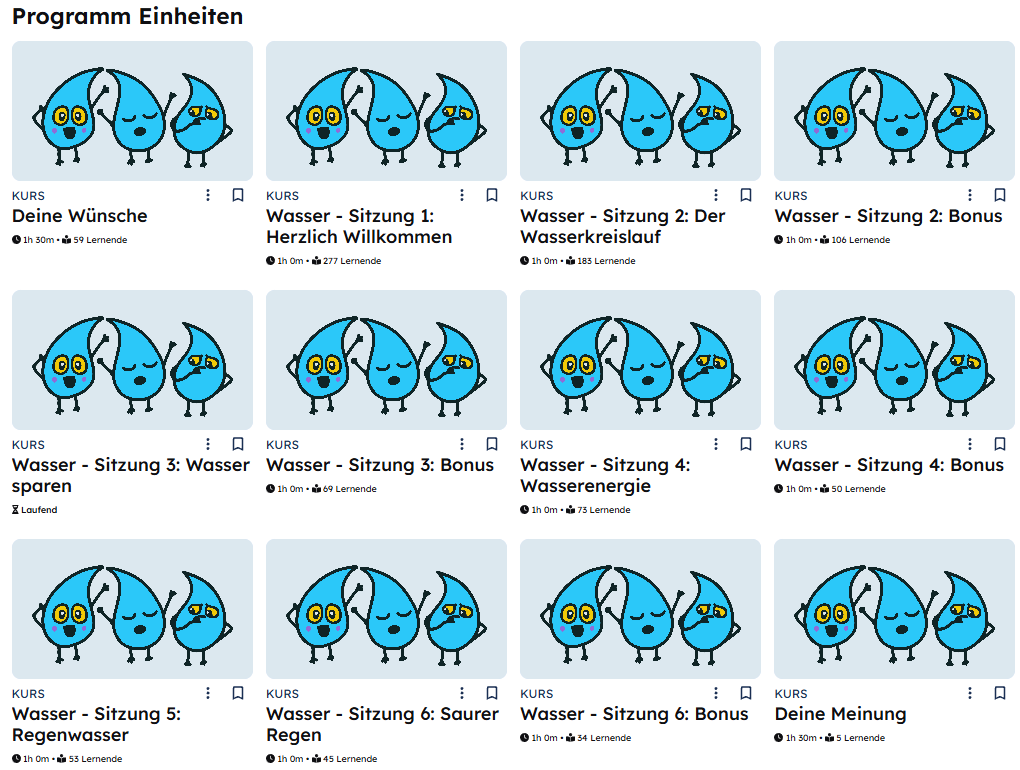 Programm Einheiten
KURS
Deine Wünsche
1h 30m • 59 Lernende
KURS
Wasser - Sitzung 1:
Herzlich Willkommen
1h 0m • 277 Lernende
KURS
Wasser - Sitzung 2: Der
Wasserkreislauf
1h 0m • 183 Lernende
KURS
Wasser - Sitzung 2: Bonus
1h 0m • 106 Lernende
KURS
Wasser - Sitzung 3: Wasser
sparen
Laufend
KURS
Wasser - Sitzung 3: Bonus
1h 0m • 69 Lernende
KURS
Wasser - Sitzung 4:
Wasserenergie
1h 0m • 73 Lernende
KURS
Wasser - Sitzung 4: Bonus
1h 0m • 50 Lernende
KURS
Wasser - Sitzung 5:
Regenwasser
1h 0m • 53 Lernende
KURS
Wasser - Sitzung 6: Saurer
Regen
1h 0m • 45 Lernende
KURS
Wasser - Sitzung 6: Bonus
1h 0m • 34 Lernende
KURS
Deine Meinung
1h 30m • 5 Lernende